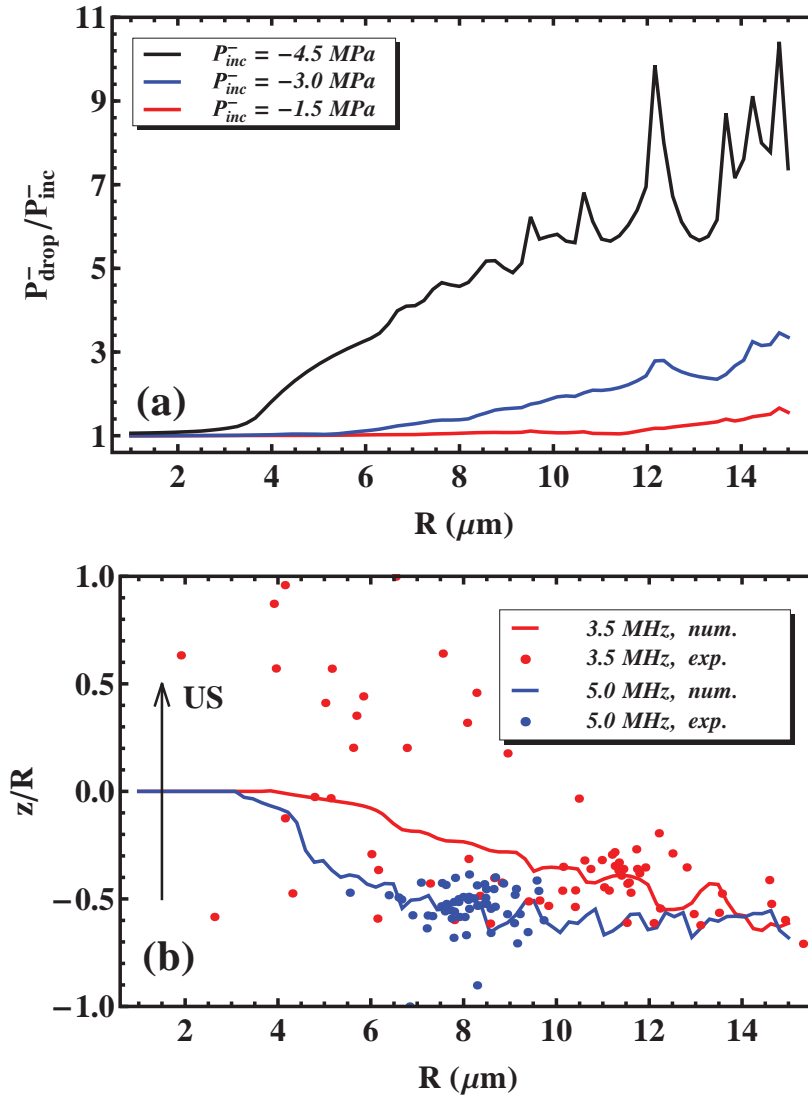 11
9
7
5
3
1
P⁻drop/P⁻inc
P⁻inc = −4.5 MPa
P⁻inc = −3.0 MPa
P⁻inc = −1.5 MPa
(a)
2 4 6 8 10 12 14
R (μm)
1.0
0.5
0.0
−0.5
−1.0
z/R
US
3.5 MHz, num.
3.5 MHz, exp.
5.0 MHz, num.
5.0 MHz, exp.
(b)
2 4 6 8 10 12 14
R (μm)